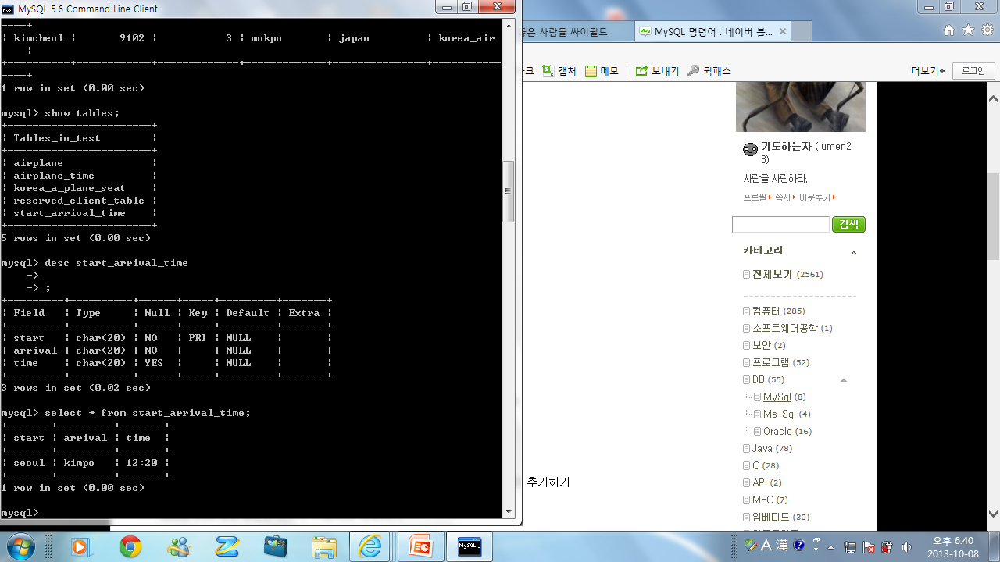 MySQL 5.6 Command Line Client
----+
| kimcheol |       9102 |           3 | mokpo       | japan         | korea_air
    |
+----------+------------+-------------+-------------+---------------+-----------
----+
1 row in set (0.00 sec)
mysql> show tables;
+-----------------------+
| Tables_in_test        |
+-----------------------+
| airplane              |
| airplane_time         |
| korea_a_plane_seat    |
| reserved_client_table |
| start_arrival_time    |
+-----------------------+
5 rows in set (0.00 sec)
mysql> desc start_arrival_time
    ->
    -> ;
+---------+----------+------+-----+---------+-------+
| Field   | Type     | Null | Key | Default | Extra |
+---------+----------+------+-----+---------+-------+
| start   | char(20) | NO   | PRI | NULL    |       |
| arrival | char(20) | NO   |     | NULL    |       |
| time    | char(20) | YES  |     | NULL    |       |
+---------+----------+------+-----+---------+-------+
3 rows in set (0.02 sec)
mysql> select * from start_arrival_time;
+-------+---------+-------+
| start | arrival | time  |
+-------+---------+-------+
| seoul | kimpo   | 12:20 |
+-------+---------+-------+
1 row in set (0.00 sec)
mysql>
사람들 싸이월드
MySQL 명령어 : 네이버 블...
캡처 메모 보내기 퀵패스 더보기+ 로그인
기도하는자 (lumen2
3)
사람을 사랑하라.
프로필 쪽지 이웃추가
검색
카테고리
전체보기 (2561)
컴퓨터 (285)
소프트웨어공학 (1)
보안 (2)
프로그램 (52)
DB (55)
MySql (8)
Ms-Sql (4)
Oracle (16)
Java (78)
C (28)
API (2)
MFC (7)
임베디드 (30)
추가하기
A 漢
오후 6:40
2013-10-08